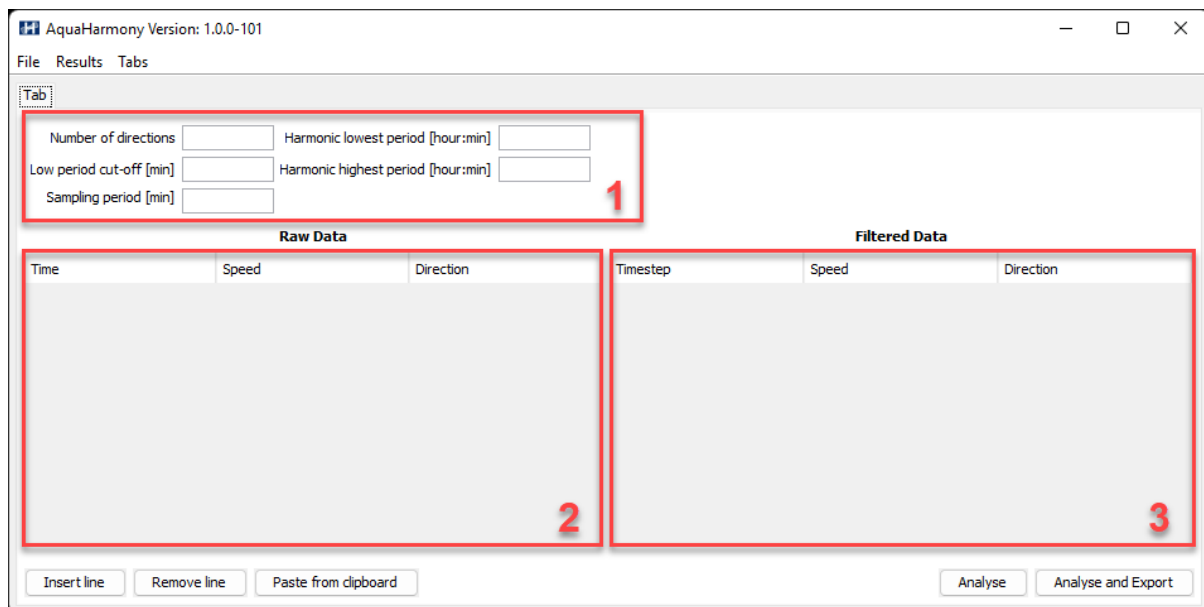 AquaHarmony Version: 1.0.0-101
File Results Tabs
Tab
Number of directions Harmonic lowest period [hour:min]
Low period cut-off [min] Harmonic highest period [hour:min]
Sampling period [min] 1
Raw Data Filtered Data
Time Speed Direction Timestep Speed Direction
2 3
Insert line Remove line Paste from clipboard Analyse Analyse and Export